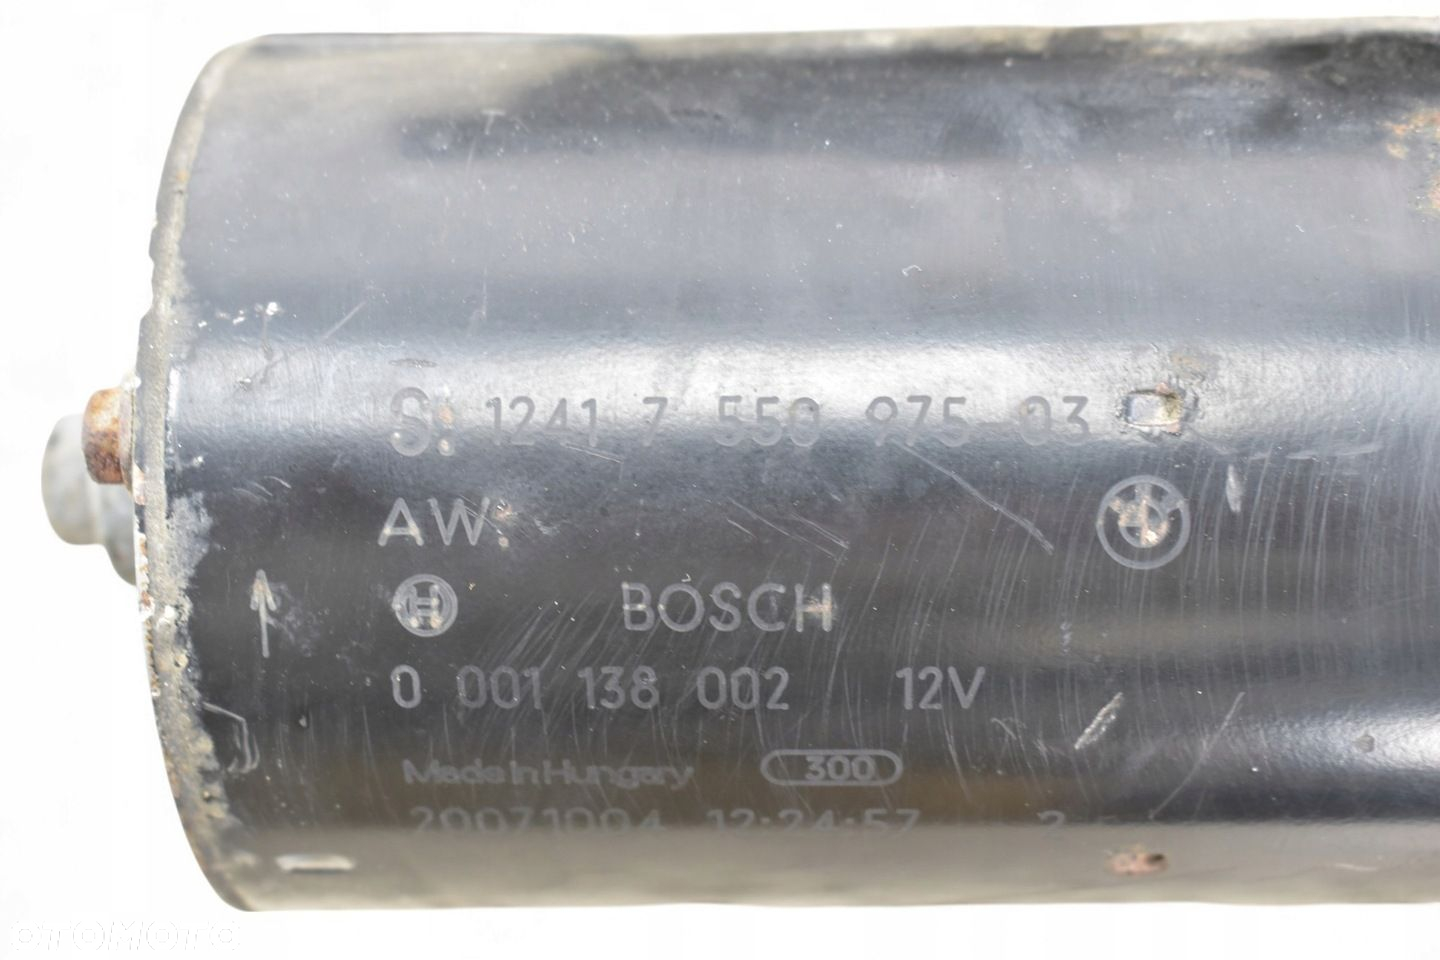 S: 1241 7 550 975-03
AW:
H BOSCH
0 001 138 002 12V
Made in Hungary 300
20071004 12:24:57 2
OTOMOTO